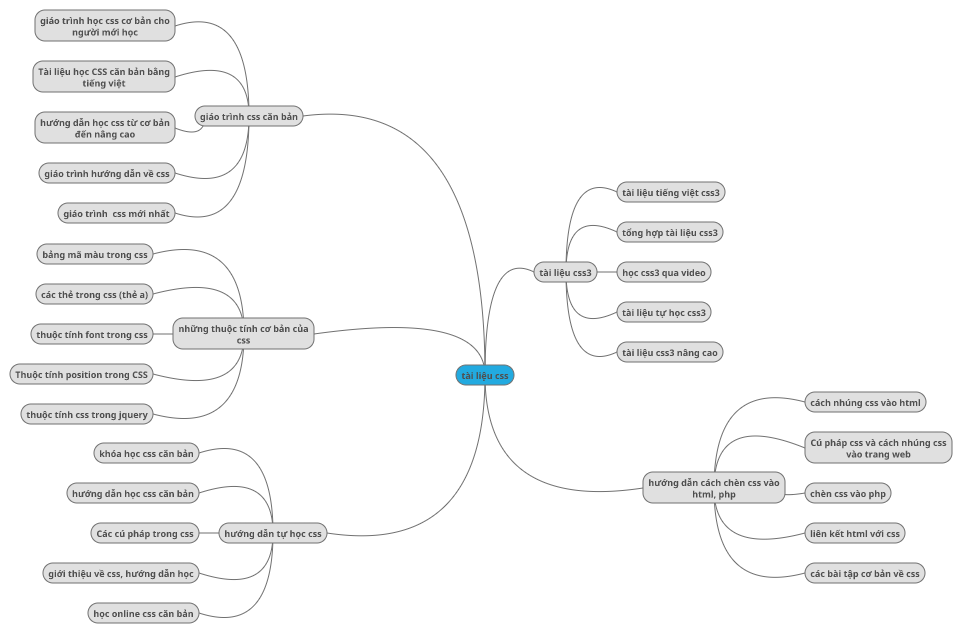 giáo trình học css cơ bản cho
người mới học
Tài liệu học CSS căn bản bằng
tiếng việt
hướng dẫn học css từ cơ bản
đến nâng cao
giáo trình hướng dẫn về css
giáo trình  css mới nhất
giáo trình css căn bản
bảng mã màu trong css
các thẻ trong css (thẻ a)
thuộc tính font trong css
Thuộc tính position trong CSS
thuộc tính css trong jquery
những thuộc tính cơ bản của
css
khóa học css căn bản
hướng dẫn học css căn bản
Các cú pháp trong css
giới thiệu về css, hướng dẫn học
học online css căn bản
hướng dẫn tự học css
tài liệu css
tài liệu css3
tài liệu tiếng việt css3
tổng hợp tài liệu css3
học css3 qua video
tài liệu tự học css3
tài liệu css3 nâng cao
hướng dẫn cách chèn css vào
html, php
cách nhúng css vào html
Cú pháp css và cách nhúng css
vào trang web
chèn css vào php
liên kết html với css
các bài tập cơ bản về css